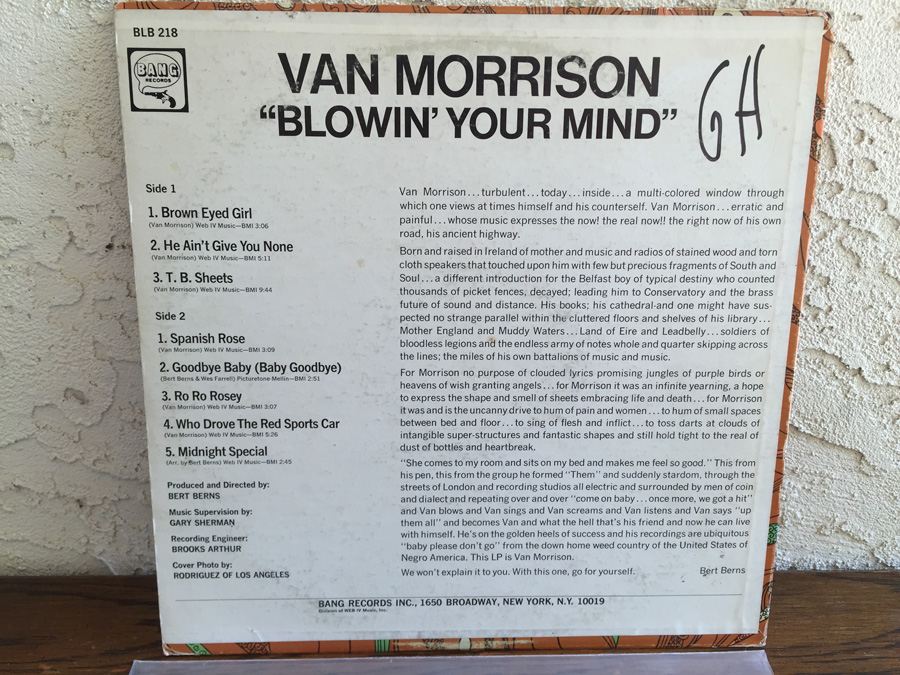 BLB 218
BANG
RECORDS
VAN MORRISON
“BLOWIN’ YOUR MIND”
GH
Side 1
1. Brown Eyed Girl
(Van Morrison) Web IV Music—BMI 3:06
2. He Ain’t Give You None
(Van Morrison) Web IV Music—BMI 5:11
3. T. B. Sheets
(Van Morrison) Web IV Music—BMI 9:44
Side 2
1. Spanish Rose
(Van Morrison) Web IV Music—BMI 3:09
2. Goodbye Baby (Baby Goodbye)
(Bert Berns & Wes Farrell) Picturetone-Mellin—BMI 2:51
3. Ro Ro Rosey
(Van Morrison) Web IV Music—BMI 3:07
4. Who Drove The Red Sports Car
(Van Morrison) Web IV Music—BMI 5:26
5. Midnight Special
(Arr. by Bert Berns) Web IV Music—BMI 2:45
Produced and Directed by:
BERT BERNS
Music Supervision by:
GARY SHERMAN
Recording Engineer:
BROOKS ARTHUR
Cover Photo by:
RODRIGUEZ OF LOS ANGELES
Van Morrison...turbulent...today...inside...a multi-colored window through
which one views at times himself and his counterself. Van Morrison...erratic and
painful...whose music expresses the now! the real now!! the right now of his own
road, his ancient highway.
Born and raised in Ireland of mother and music and radios of stained wood and torn
cloth speakers that touched upon him with few but precious fragments of South and
Soul...a different introduction for the Belfast boy of typical destiny who counted
thousands of picket fences, decayed; leading him to Conservatory and the brass
future of sound and distance. His books; his cathedral-and one might have sus-
pected no strange parallel within the cluttered floors and shelves of his library...
Mother England and Muddy Waters...Land of Eire and Leadbelly...soldiers of
bloodless legions and the endless army of notes whole and quarter skipping across
the lines; the miles of his own battalions of music and music.
For Morrison no purpose of clouded lyrics promising jungles of purple birds or
heavens of wish granting angels...for Morrison it was an infinite yearning, a hope
to express the shape and smell of sheets embracing life and death...for Morrison
it was and is the uncanny drive to hum of pain and women...to hum of small spaces
between bed and floor...to sing of flesh and inflict...to toss darts at clouds of
intangible super-structures and fantastic shapes and still hold tight to the real of
dust of bottles and heartbreak.
“She comes to my room and sits on my bed and makes me feel so good.” This from
his pen, this from the group he formed “Them” and suddenly stardom, through the
streets of London and recording studios all electric and surrounded by men of coin
and dialect and repeating over and over “come on baby...once more, we got a hit”
and Van blows and Van sings and Van screams and Van listens and Van says “up
them all” and becomes Van and what the hell that’s his friend and now he can live
with himself. He’s on the golden heels of success and his recordings are ubiquitous
“baby please don’t go” from the down home weed country of the United States of
Negro America. This LP is Van Morrison.
We won’t explain it to you. With this one, go for yourself. Bert Berns
BANG RECORDS INC., 1650 BROADWAY, NEW YORK, N.Y. 10019
Division of WEB IV Music, Inc.